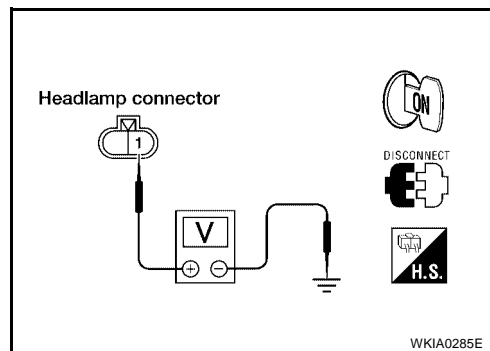 Headlamp connector
1
V
+ −
ON
DISCONNECT
H.S.
WKIA0285E